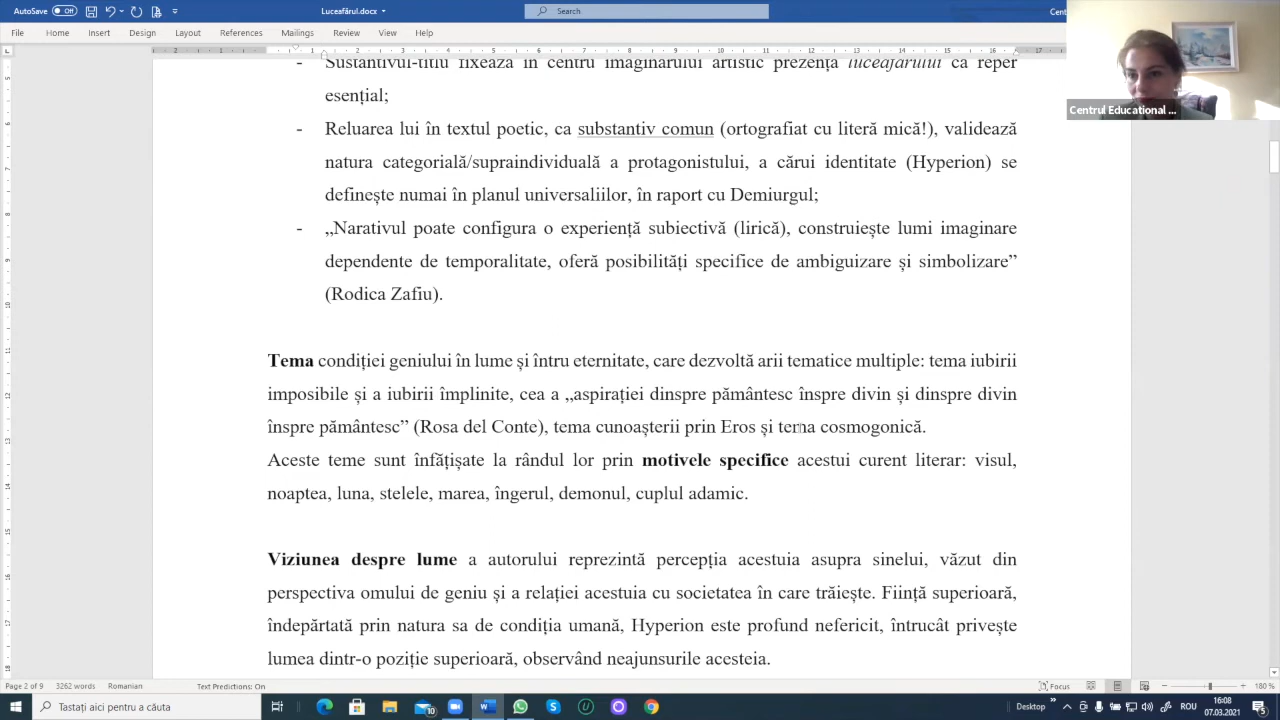 AutoSave Off
Luceafărul.docx
Search
Cent
File Home Insert Design Layout References Mailings Review View Help
- Sustantivul-titlu fixează în centru imaginarului artistic prezența luceafărului ca reper
esențial;
- Reluarea lui în textul poetic, ca substantiv comun (ortografiat cu literă mică!), validează
natura categorială/supraindividuală a protagonistului, a cărui identitate (Hyperion) se
definește numai în planul universaliilor, în raport cu Demiurgul;
- „Narativul poate configura o experiență subiectivă (lirică), construiește lumi imaginare
dependente de temporalitate, oferă posibilități specifice de ambiguizare și simbolizare”
(Rodica Zafiu).
Tema condiției geniului în lume și întru eternitate, care dezvoltă arii tematice multiple: tema iubirii
imposibile și a iubirii împlinite, cea a „aspirației dinspre pământesc înspre divin și dinspre divin
înspre pământesc” (Rosa del Conte), tema cunoașterii prin Eros și tema cosmogonică.
Aceste teme sunt înfățișate la rândul lor prin motivele specifice acestui curent literar: visul,
noaptea, luna, stelele, marea, îngerul, demonul, cuplul adamic.
Viziunea despre lume a autorului reprezintă percepția acestuia asupra sinelui, văzut din
perspectiva omului de geniu și a relației acestuia cu societatea în care trăiește. Ființă superioară,
îndepărtată prin natura sa de condiția umană, Hyperion este profund nefericit, întrucât privește
lumea dintr-o poziție superioară, observând neajunsurile acesteia.
Centrul Educational ...
Page 2 of 9 3262 words Romanian Text Predictions: On Focus 180 %
Tastați aici pentru a căuta
Desktop ROU 16:08
07.03.2021